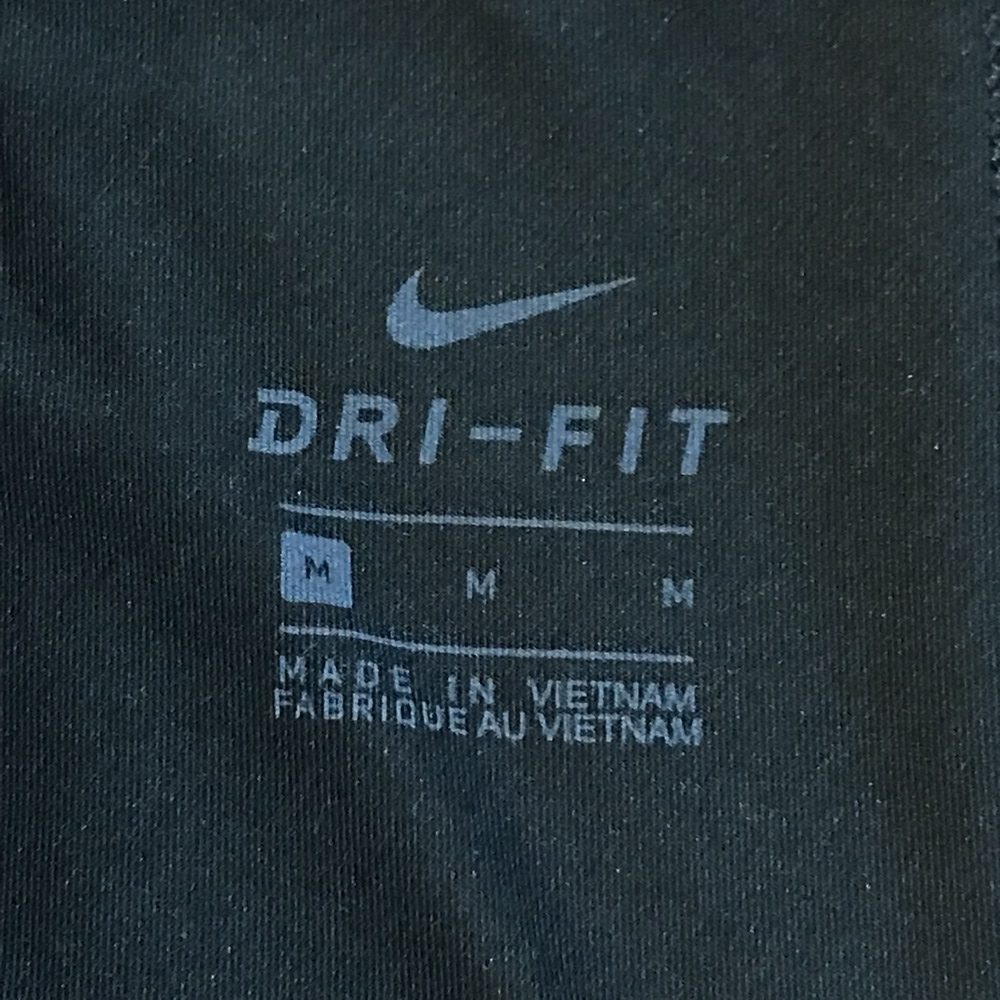 DRI-FIT
M M M
MADE IN VIETNAM
FABRIQUE AU VIETNAM